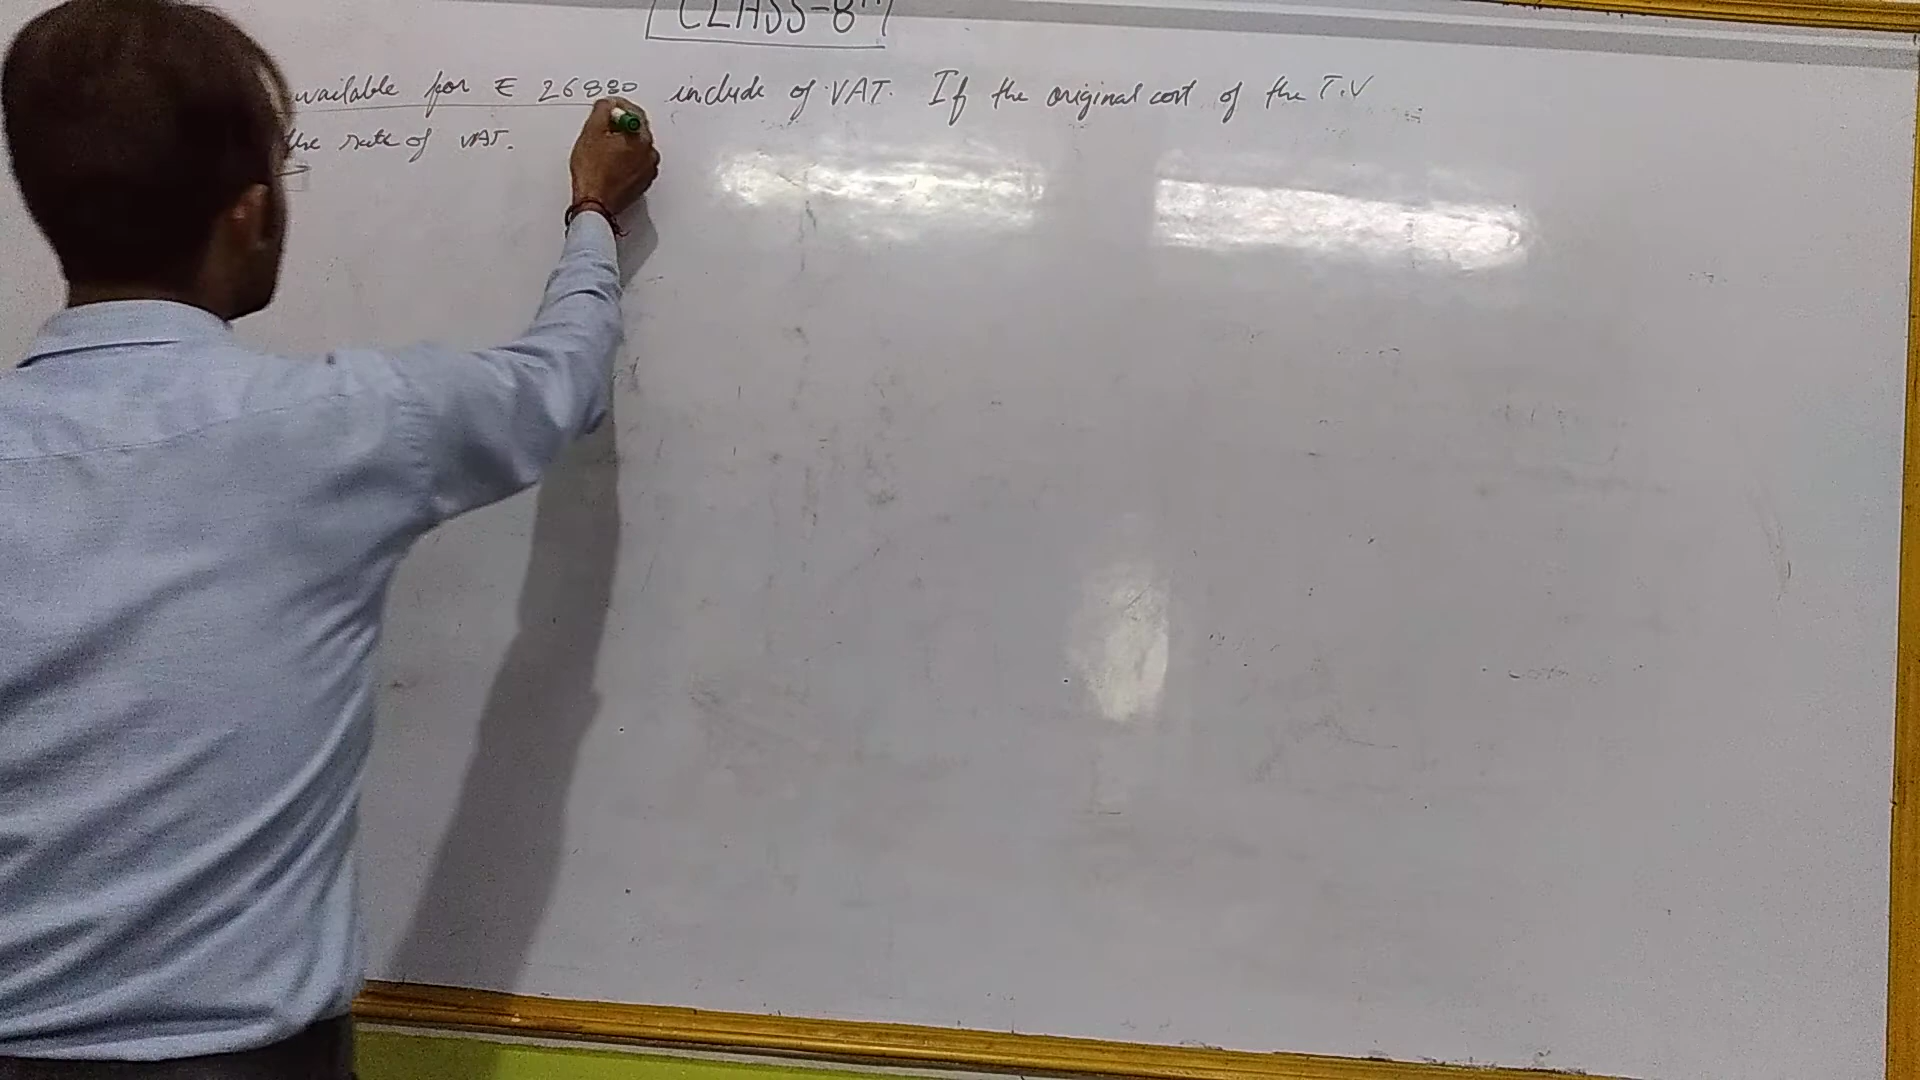 CLASS-8TH
available for ₹ 26880 include of VAT. If the original cost of the T.V
the rate of VAT.